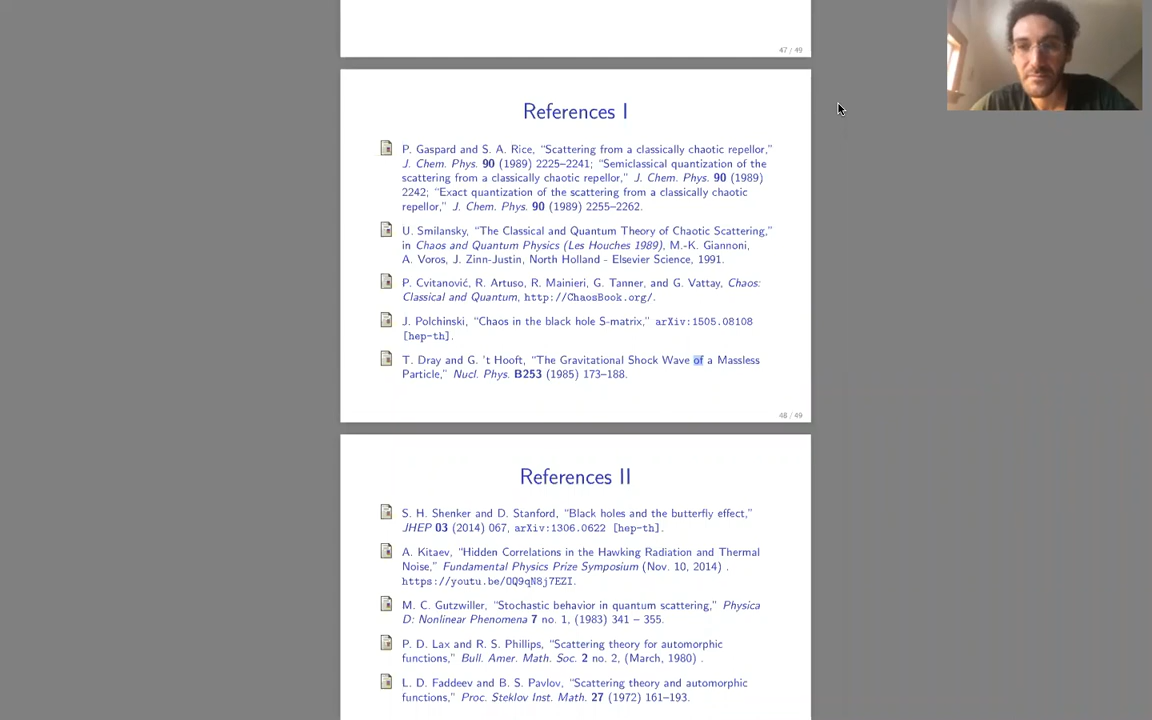 47 / 49
References I
P. Gaspard and S. A. Rice, “Scattering from a classically chaotic repellor,”
J. Chem. Phys. 90 (1989) 2225–2241; “Semiclassical quantization of the
scattering from a classically chaotic repellor,” J. Chem. Phys. 90 (1989)
2242; “Exact quantization of the scattering from a classically chaotic
repellor,” J. Chem. Phys. 90 (1989) 2255–2262.
U. Smilansky, “The Classical and Quantum Theory of Chaotic Scattering,”
in Chaos and Quantum Physics (Les Houches 1989), M.-K. Giannoni,
A. Voros, J. Zinn-Justin, North Holland - Elsevier Science, 1991.
P. Cvitanović, R. Artuso, R. Mainieri, G. Tanner, and G. Vattay, Chaos:
Classical and Quantum, http://ChaosBook.org/.
J. Polchinski, “Chaos in the black hole S-matrix,” arXiv:1505.08108
[hep-th].
T. Dray and G. 't Hooft, “The Gravitational Shock Wave of a Massless
Particle,” Nucl. Phys. B253 (1985) 173–188.
48 / 49
References II
S. H. Shenker and D. Stanford, “Black holes and the butterfly effect,”
JHEP 03 (2014) 067, arXiv:1306.0622 [hep-th].
A. Kitaev, “Hidden Correlations in the Hawking Radiation and Thermal
Noise,” Fundamental Physics Prize Symposium (Nov. 10, 2014) .
https://youtu.be/OQ9qN8j7EZI.
M. C. Gutzwiller, “Stochastic behavior in quantum scattering,” Physica
D: Nonlinear Phenomena 7 no. 1, (1983) 341 – 355.
P. D. Lax and R. S. Phillips, “Scattering theory for automorphic
functions,” Bull. Amer. Math. Soc. 2 no. 2, (March, 1980) .
L. D. Faddeev and B. S. Pavlov, “Scattering theory and automorphic
functions,” Proc. Steklov Inst. Math. 27 (1972) 161–193.